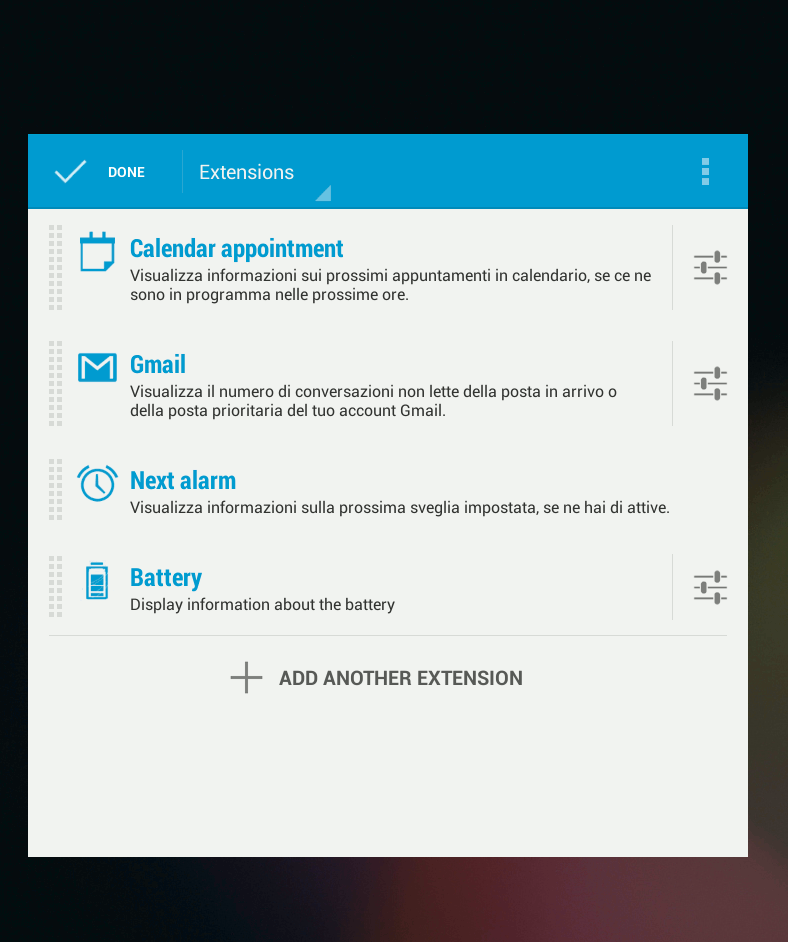 DONE
Extensions
Calendar appointment
Visualizza informazioni sui prossimi appuntamenti in calendario, se ce ne
sono in programma nelle prossime ore.
Gmail
Visualizza il numero di conversazioni non lette della posta in arrivo o
della posta prioritaria del tuo account Gmail.
Next alarm
Visualizza informazioni sulla prossima sveglia impostata, se ne hai di attive.
Battery
Display information about the battery
ADD ANOTHER EXTENSION